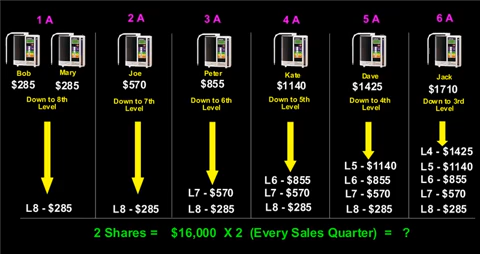 1 A 2 A 3 A 4 A 5 A 6 A
Bob Mary Joe Peter Kate Dave Jack
$285 $285 $570 $855 $1140 $1425 $1710
Down to 8th Level
Down to 7th Level
Down to 6th Level
Down to 5th Level
Down to 4th Level
Down to 3rd Level
L4 - $1425
L5 - $1140 L5 - $1140
L6 - $855 L6 - $855 L6 - $855
L7 - $570 L7 - $570 L7 - $570 L7 - $570
L8 - $285 L8 - $285 L8 - $285 L8 - $285 L8 - $285 L8 - $285
2 Shares = $16,000 X 2 (Every Sales Quarter) = ?